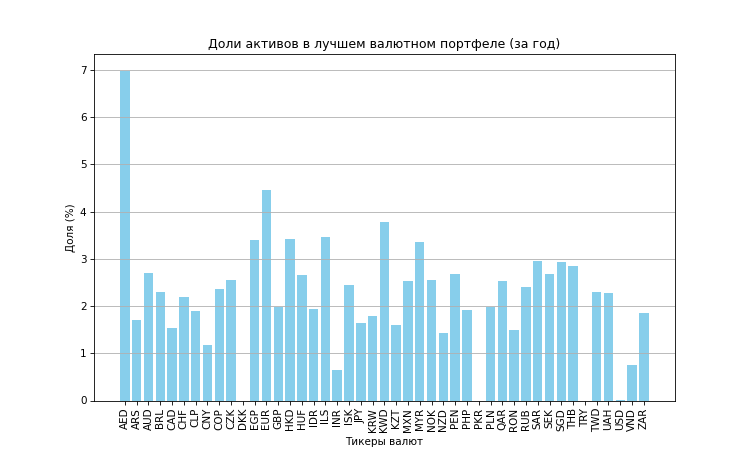 Доли активов в лучшем валютном портфеле (за год)
Доля (%)
7
6
5
4
3
2
1
0
AED ARS AUD BRL CAD CHF CLP CNY COP CZK DKK EGP EUR GBP HKD HUF IDR ILS INR ISK JPY KRW KWD KZT MXN MYR NOK NZD PEN PHP PKR PLN QAR RON RUB SAR SEK SGD THB TRY TWD UAH USD VND ZAR
Тикеры валют